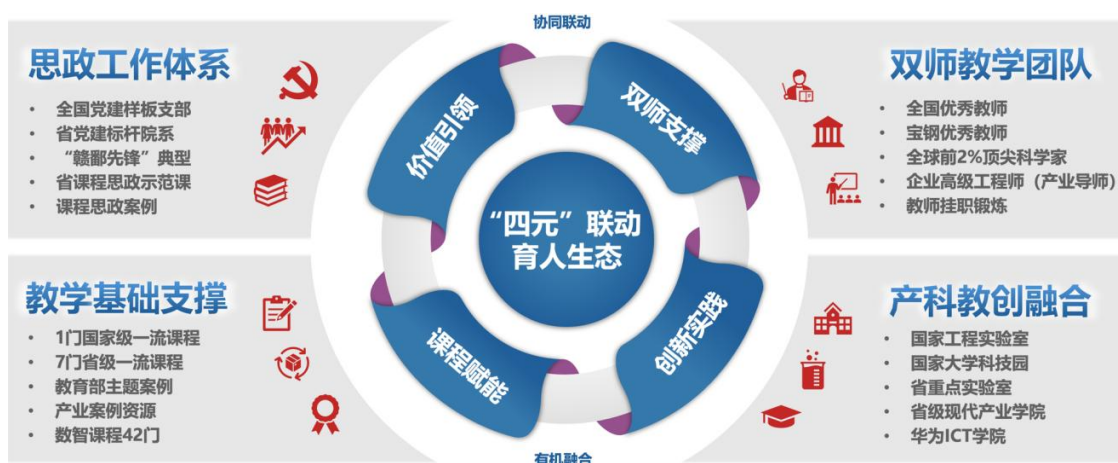 协同联动
思政工作体系
• 全国党建样板支部
• 省党建标杆院系
• “赣鄱先锋”典型
• 省课程思政示范课
• 课程思政案例
双师教学团队
• 全国优秀教师
• 宝钢优秀教师
• 全球前2%顶尖科学家
• 企业高级工程师（产业导师）
• 教师挂职锻炼
价值引领
双师支撑
“四元”联动
育人生态
课程赋能
创新实践
教学基础支撑
• 1门国家级一流课程
• 7门省级一流课程
• 教育部主题案例
• 产业案例资源
• 数智课程42门
产科教创融合
• 国家工程实验室
• 国家大学科技园
• 省重点实验室
• 省级现代产业学院
• 华为ICT学院
有机融合